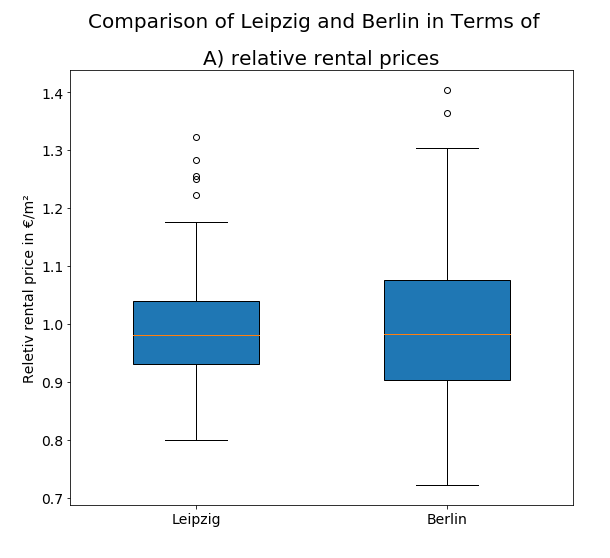 Comparison of Leipzig and Berlin in Terms of
A) relative rental prices
1.4
1.3
1.2
1.1
1.0
0.9
0.8
0.7
Reletiv rental price in €/m²
Leipzig
Berlin